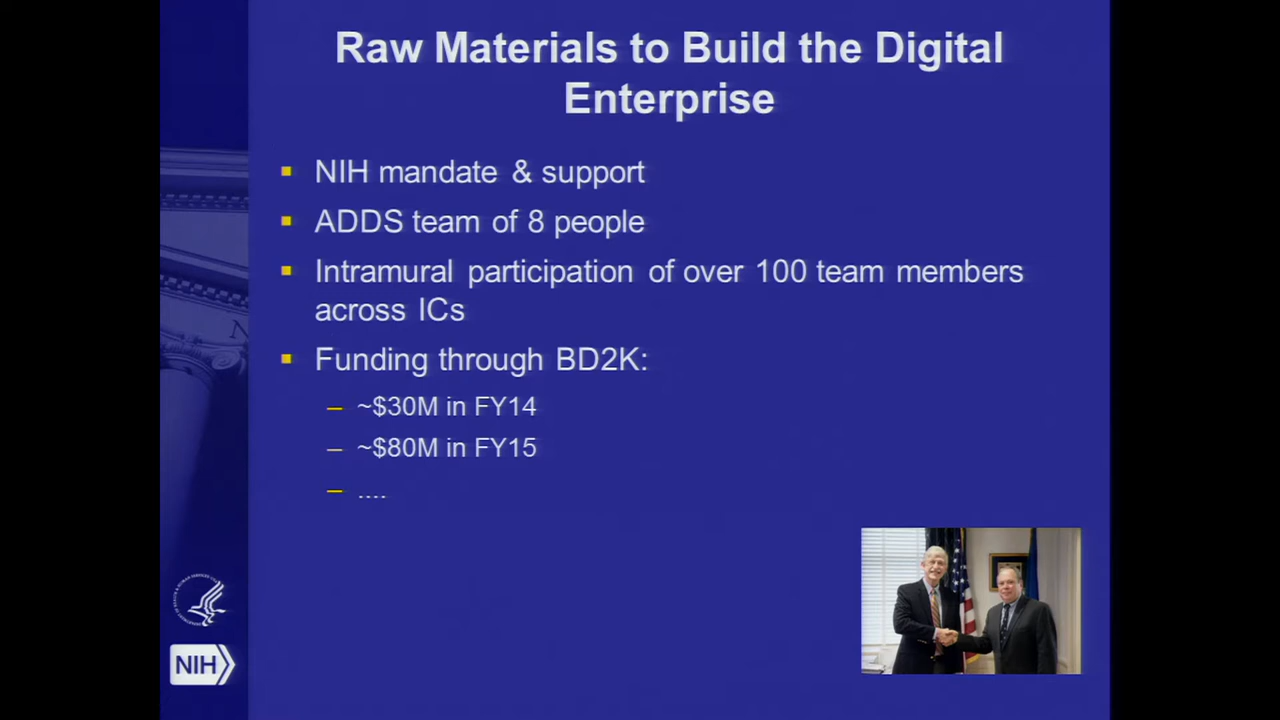 Raw Materials to Build the Digital
Enterprise
NIH mandate & support
ADDS team of 8 people
Intramural participation of over 100 team members
across ICs
Funding through BD2K:
– ~$30M in FY14
– ~$80M in FY15
– ....
N
NIH